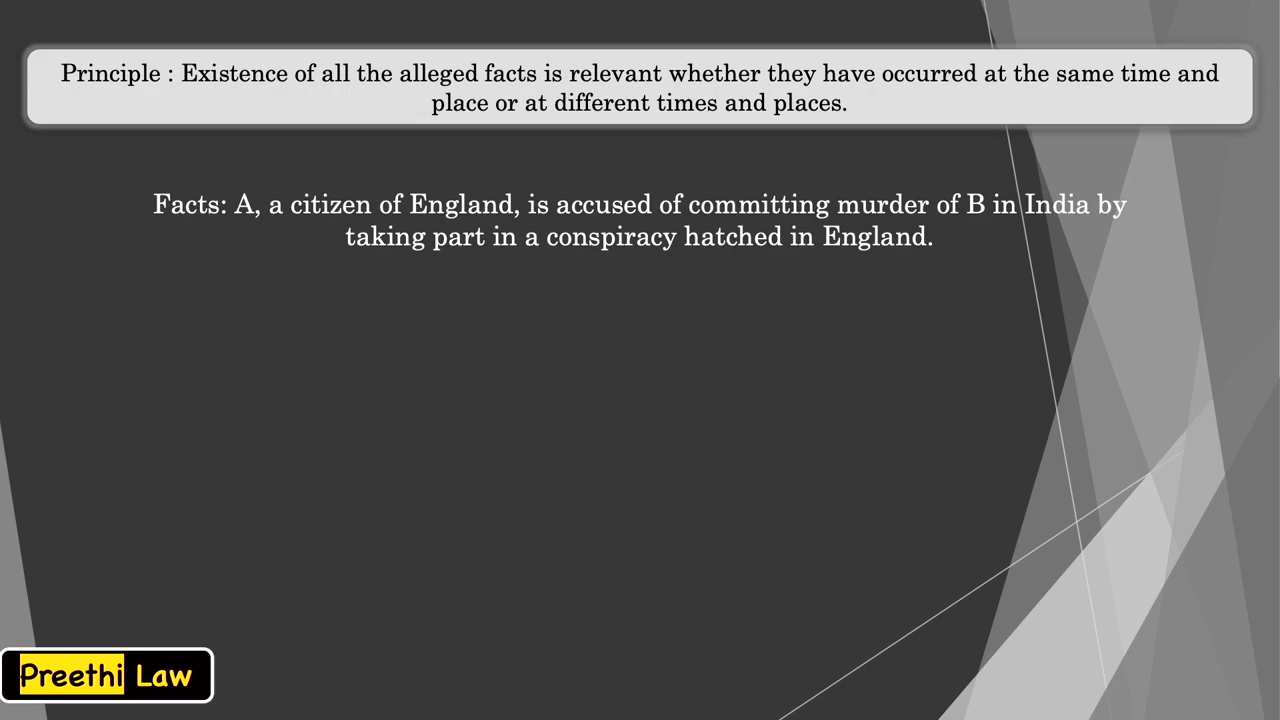 Principle : Existence of all the alleged facts is relevant whether they have occurred at the same time and
place or at different times and places.
Facts: A, a citizen of England, is accused of committing murder of B in India by
taking part in a conspiracy hatched in England.
Preethi Law